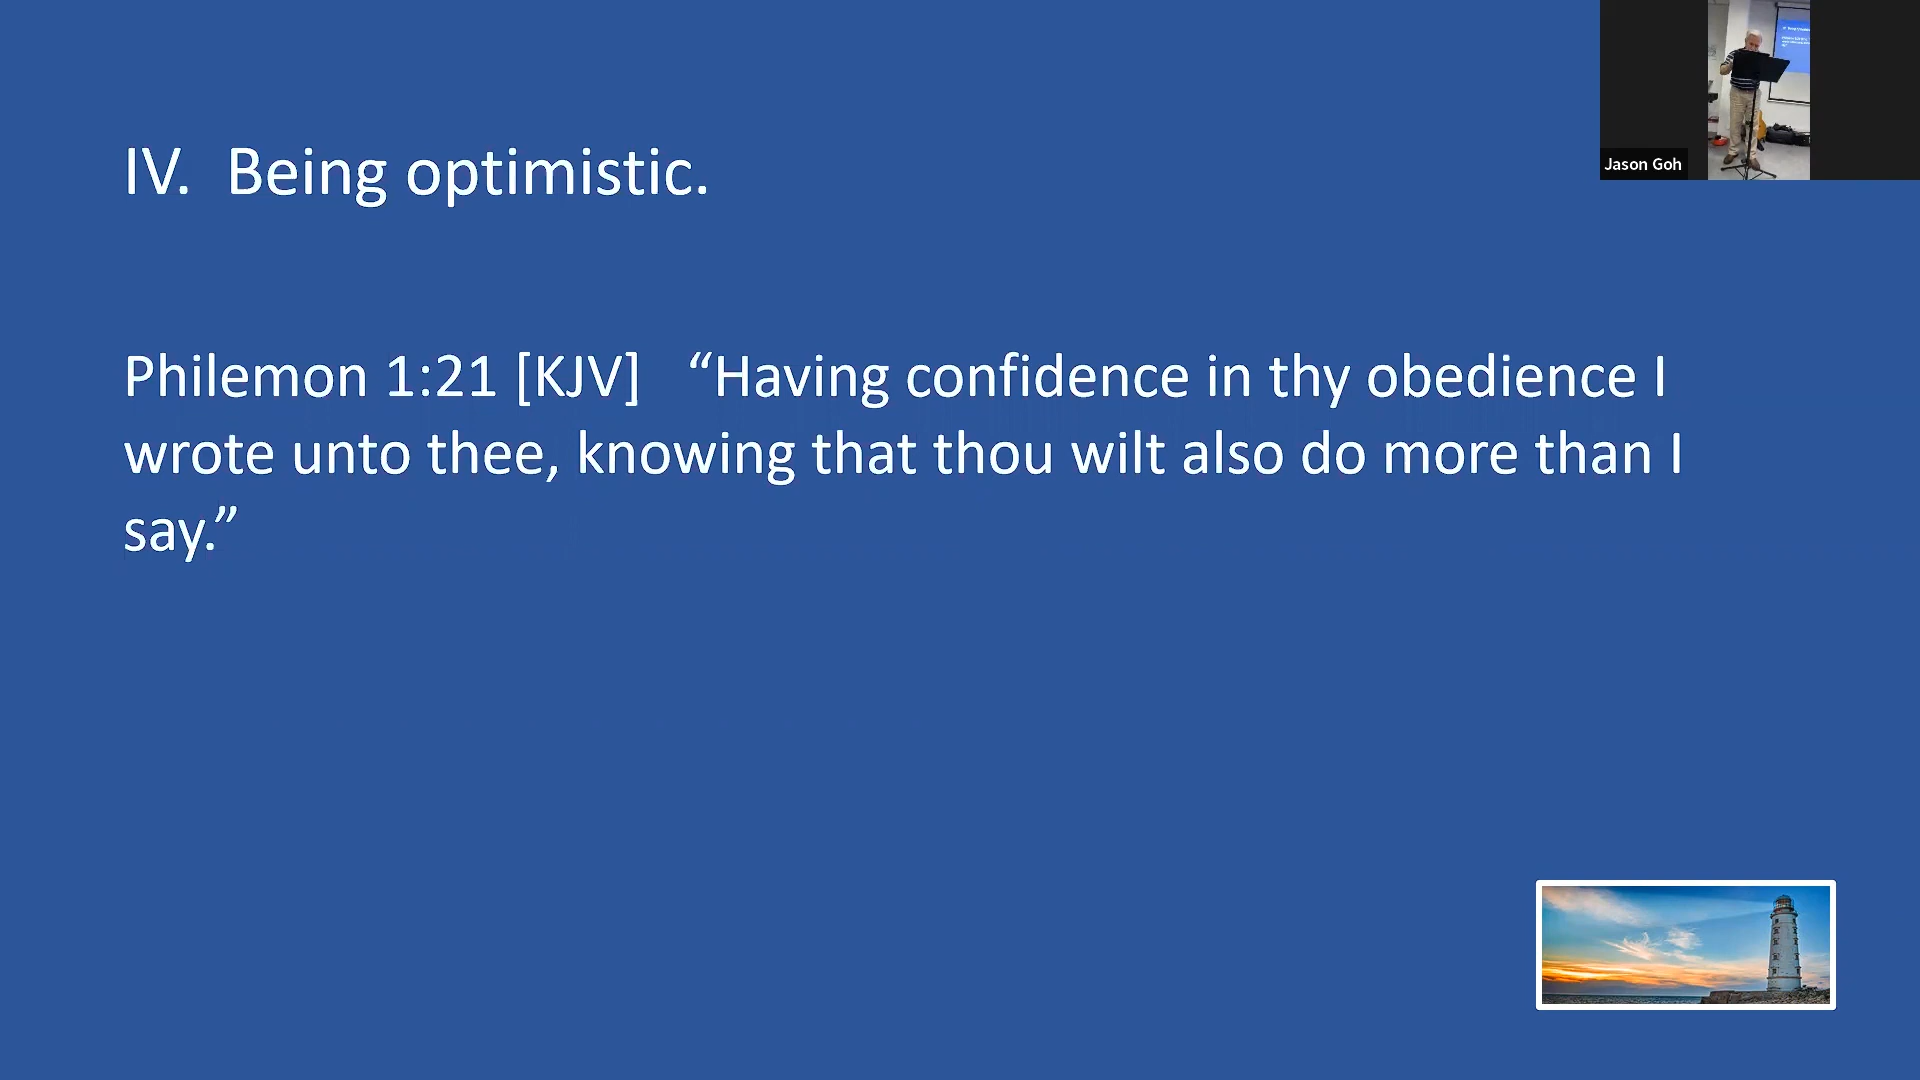 IV.  Being optimistic.
Philemon 1:21 [KJV]   “Having confidence in thy obedience I
wrote unto thee, knowing that thou wilt also do more than I
say.”
Jason Goh